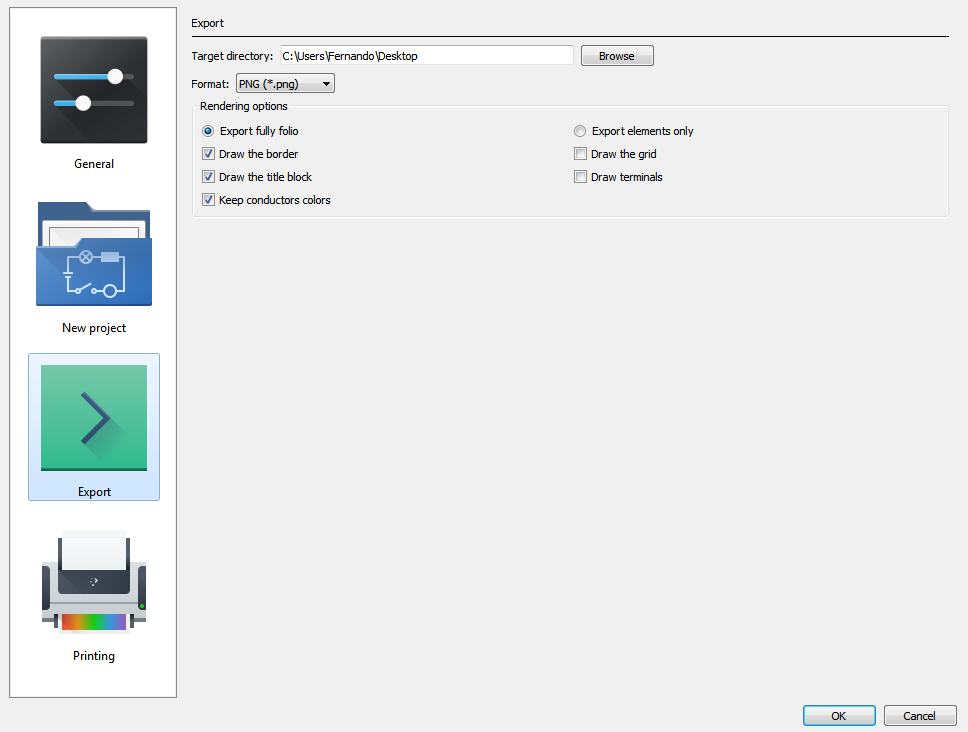 General
New project
Export
Printing
Export
Target directory: C:\Users\Fernando\Desktop Browse
Format: PNG (*.png)
Rendering options
Export fully folio Export elements only
Draw the border Draw the grid
Draw the title block Draw terminals
Keep conductors colors
OK Cancel